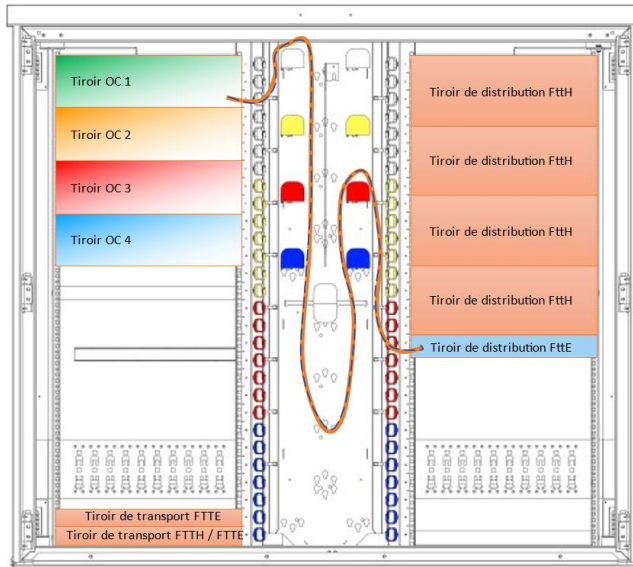 Tiroir OC 1
Tiroir OC 2
Tiroir OC 3
Tiroir OC 4
Tiroir de transport FTTE
Tiroir de transport FTTH / FTTE
Tiroir de distribution FttH
Tiroir de distribution FttH
Tiroir de distribution FttH
Tiroir de distribution FttH
Tiroir de distribution FttE